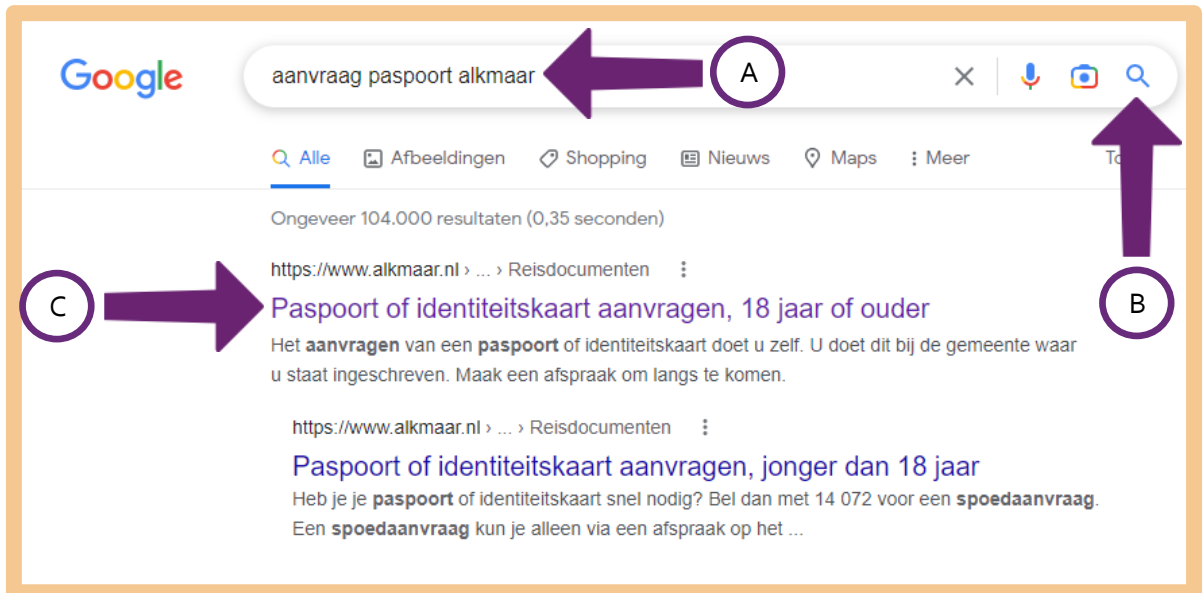 Google
aanvraag paspoort alkmaar
A
Alle
Afbeeldingen
Shopping
Nieuws
Maps
Meer
B
Ongeveer 104.000 resultaten (0,35 seconden)
https://www.alkmaar.nl › ... › Reisdocumenten
C
Paspoort of identiteitskaart aanvragen, 18 jaar of ouder
Het aanvragen van een paspoort of identiteitskaart doet u zelf. U doet dit bij de gemeente waar
u staat ingeschreven. Maak een afspraak om langs te komen.
https://www.alkmaar.nl › ... › Reisdocumenten
Paspoort of identiteitskaart aanvragen, jonger dan 18 jaar
Heb je je paspoort of identiteitskaart snel nodig? Bel dan met 14 072 voor een spoedaanvraag.
Een spoedaanvraag kun je alleen via een afspraak op het ...